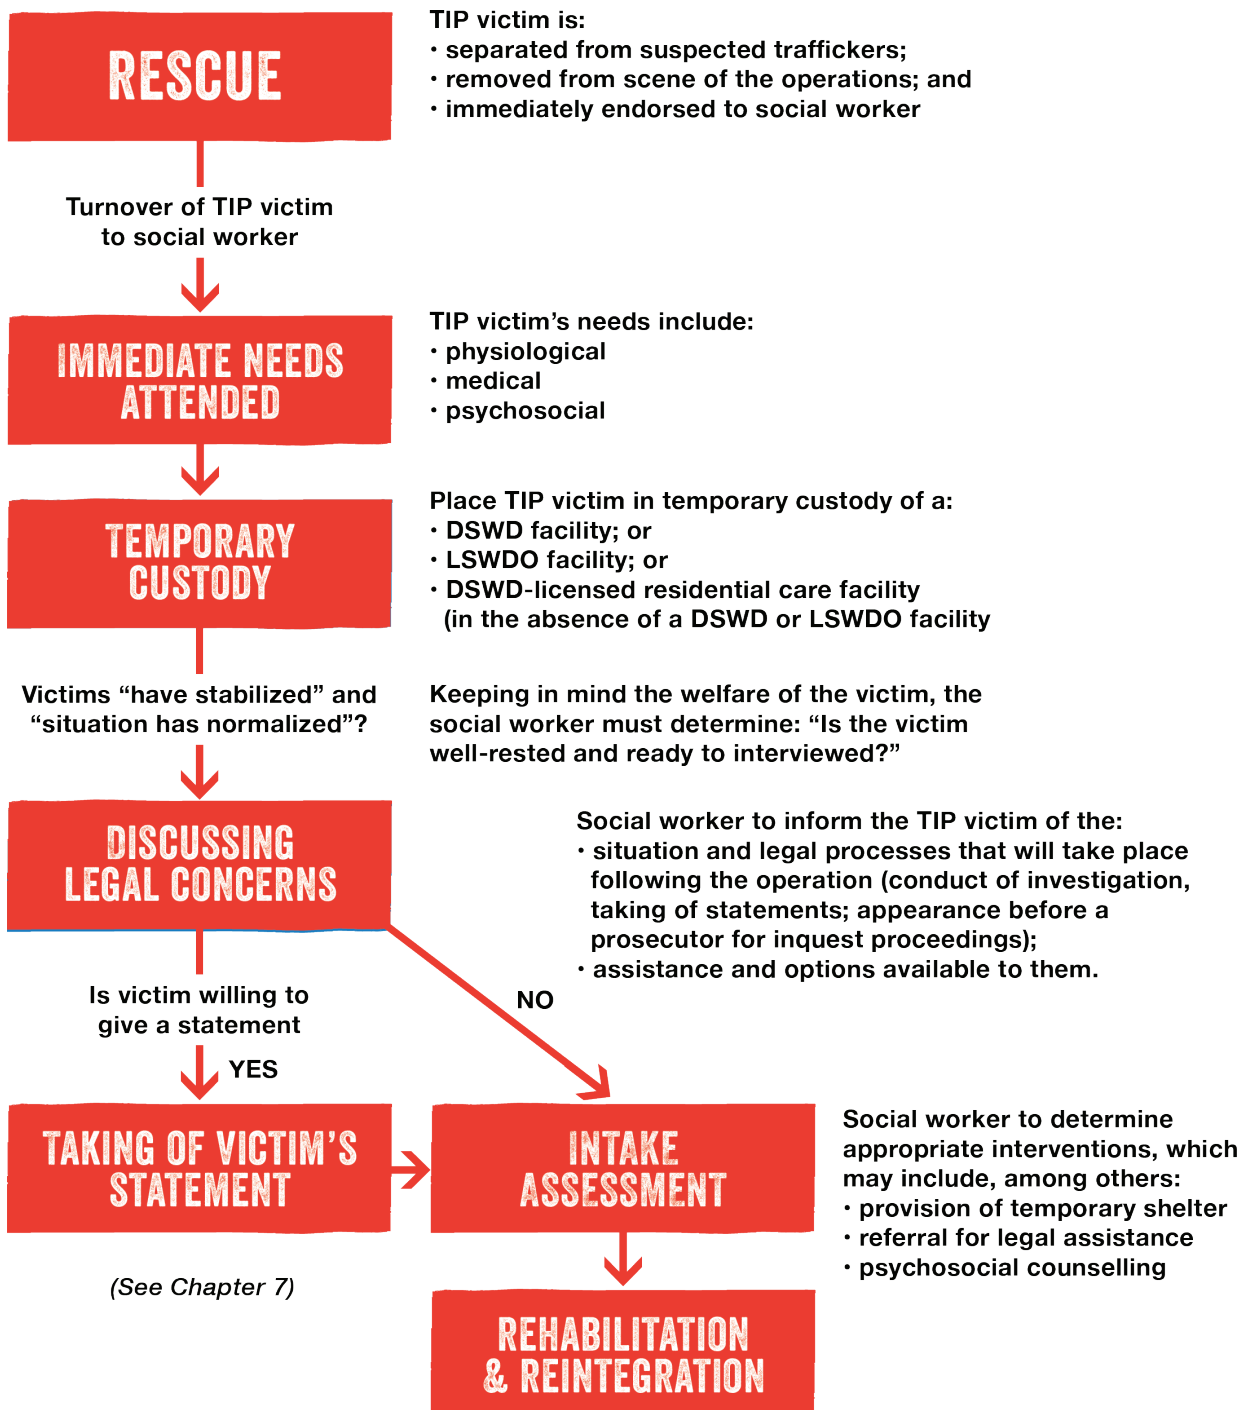 RESCUE
TIP victim is:
• separated from suspected traffickers;
• removed from scene of the operations; and
• immediately endorsed to social worker
Turnover of TIP victim
to social worker
IMMEDIATE NEEDS
ATTENDED
TIP victim’s needs include:
• physiological
• medical
• psychosocial
TEMPORARY
CUSTODY
Place TIP victim in temporary custody of a:
• DSWD facility; or
• LSWDO facility; or
• DSWD-licensed residential care facility
(in the absence of a DSWD or LSWDO facility
Victims “have stabilized” and
“situation has normalized”?
Keeping in mind the welfare of the victim, the
social worker must determine: “Is the victim
well-rested and ready to interviewed?”
DISCUSSING
LEGAL CONCERNS
Social worker to inform the TIP victim of the:
• situation and legal processes that will take place
following the operation (conduct of investigation,
taking of statements; appearance before a
prosecutor for inquest proceedings);
• assistance and options available to them.
Is victim willing to
give a statement
NO
YES
TAKING OF VICTIM’S
STATEMENT
(See Chapter 7)
INTAKE
ASSESSMENT
Social worker to determine
appropriate interventions, which
may include, among others:
• provision of temporary shelter
• referral for legal assistance
• psychosocial counselling
REHABILITATION
& REINTEGRATION